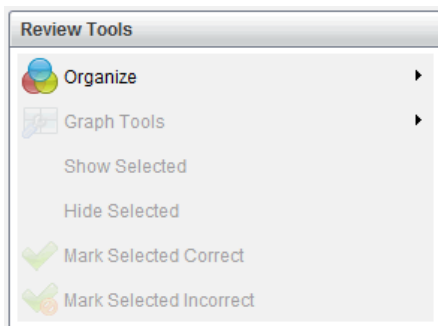 Review Tools
Organize
Graph Tools
Show Selected
Hide Selected
Mark Selected Correct
Mark Selected Incorrect